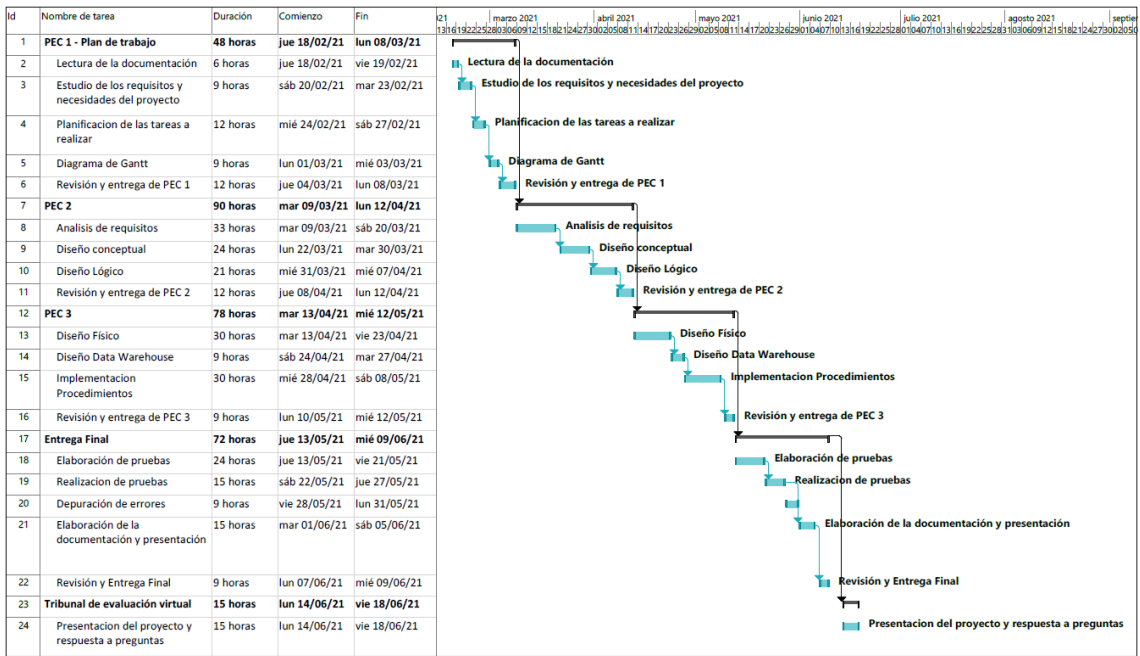 Id Nombre de tarea Duración Comienzo Fin
021 marzo 2021 abril 2021 mayo 2021 junio 2021 julio 2021 agosto 2021 septier
1 PEC 1 - Plan de trabajo 48 horas jue 18/02/21 lun 08/03/21
2 Lectura de la documentación 6 horas jue 18/02/21 vie 19/02/21 Lectura de la documentación
3 Estudio de los requisitos y 9 horas sáb 20/02/21 mar 23/02/21 Estudio de los requisitos y necesidades del proyecto
necesidades del proyecto
4 Planificacion de las tareas a 12 horas mié 24/02/21 sáb 27/02/21 Planificacion de las tareas a realizar
realizar
5 Diagrama de Gantt 9 horas lun 01/03/21 mié 03/03/21 Diagrama de Gantt
6 Revisión y entrega de PEC 1 12 horas jue 04/03/21 lun 08/03/21 Revisión y entrega de PEC 1
7 PEC 2 90 horas mar 09/03/21 lun 12/04/21
8 Analisis de requisitos 33 horas mar 09/03/21 sáb 20/03/21 Analisis de requisitos
9 Diseño conceptual 24 horas lun 22/03/21 mar 30/03/21 Diseño conceptual
10 Diseño Lógico 21 horas mié 31/03/21 mié 07/04/21 Diseño Lógico
11 Revisión y entrega de PEC 2 12 horas jue 08/04/21 lun 12/04/21 Revisión y entrega de PEC 2
12 PEC 3 78 horas mar 13/04/21 mié 12/05/21
13 Diseño Físico 30 horas mar 13/04/21 vie 23/04/21 Diseño Físico
14 Diseño Data Warehouse 9 horas sáb 24/04/21 mar 27/04/21 Diseño Data Warehouse
15 Implementacion 30 horas mié 28/04/21 sáb 08/05/21 Implementacion Procedimientos
Procedimientos
16 Revisión y entrega de PEC 3 9 horas lun 10/05/21 mié 12/05/21 Revisión y entrega de PEC 3
17 Entrega Final 72 horas jue 13/05/21 mié 09/06/21
18 Elaboración de pruebas 24 horas jue 13/05/21 vie 21/05/21 Elaboración de pruebas
19 Realizacion de pruebas 15 horas sáb 22/05/21 jue 27/05/21 Realizacion de pruebas
20 Depuración de errores 9 horas vie 28/05/21 lun 31/05/21
21 Elaboración de la 15 horas mar 01/06/21 sáb 05/06/21 Elaboración de la documentación y presentación
documentación y presentación
22 Revisión y Entrega Final 9 horas lun 07/06/21 mié 09/06/21 Revisión y Entrega Final
23 Tribunal de evaluación virtual 15 horas lun 14/06/21 vie 18/06/21
24 Presentacion del proyecto y 15 horas lun 14/06/21 vie 18/06/21 Presentacion del proyecto y respuesta a preguntas
respuesta a preguntas